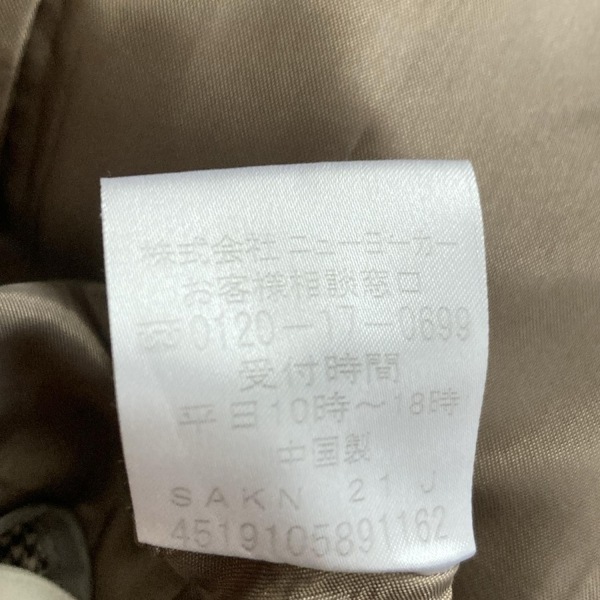 株式会社ニューヨーカー
お客様相談窓口
0120-17-0699
受付時間
平日10時〜18時
中国製
SAKN 21 J
4519105891162